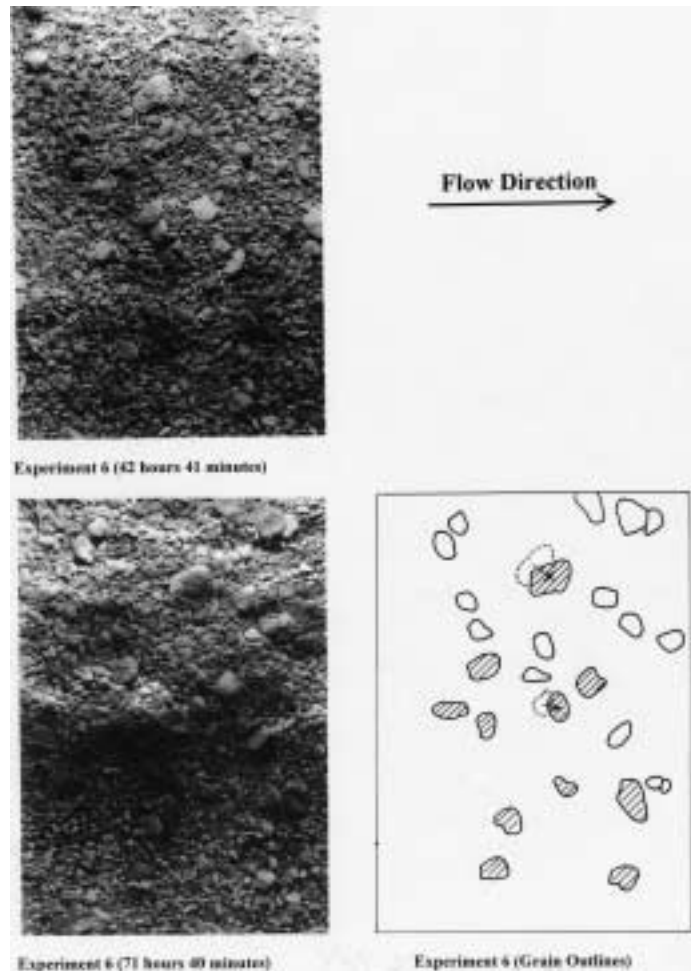 Flow Direction
Experiment 6 (42 hours 41 minutes)
Experiment 6 (71 hours 40 minutes)
Experiment 6 (Grain Outlines)